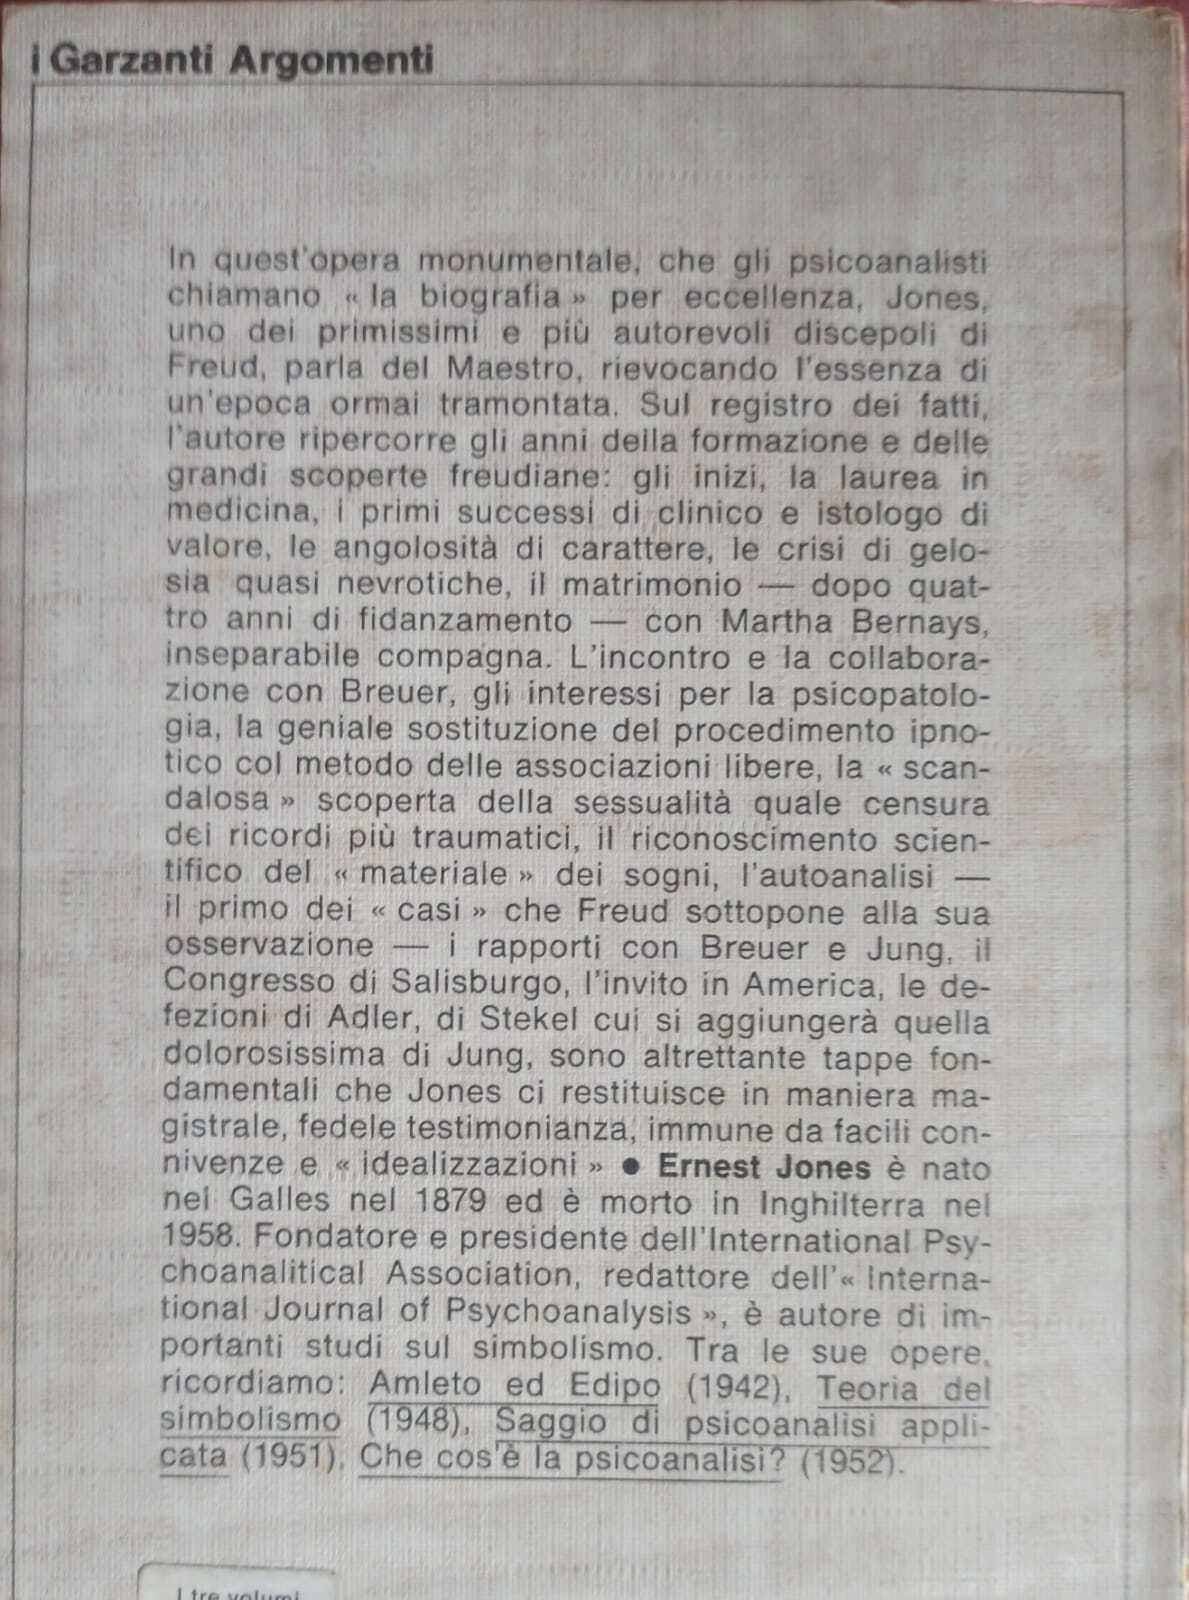 i Garzanti Argomenti
In quest'opera monumentale, che gli psicoanalisti
chiamano « la biografia » per eccellenza, Jones,
uno dei primissimi e più autorevoli discepoli di
Freud, parla del Maestro, rievocando l'essenza di
un'epoca ormai tramontata. Sul registro dei fatti,
l'autore ripercorre gli anni della formazione e delle
grandi scoperte freudiane: gli inizi, la laurea in
medicina, i primi successi di clinico e istologo di
valore, le angolosità di carattere, le crisi di gelo-
sia quasi nevrotiche, il matrimonio — dopo quat-
tro anni di fidanzamento — con Martha Bernays,
inseparabile compagna. L'incontro e la collabora-
zione con Breuer, gli interessi per la psicopatolo-
gia, la geniale sostituzione del procedimento ipno-
tico col metodo delle associazioni libere, la « scan-
dalosa » scoperta della sessualità quale censura
dei ricordi più traumatici, il riconoscimento scien-
tifico del « materiale » dei sogni, l'autoanalisi —
il primo dei « casi » che Freud sottopone alla sua
osservazione — i rapporti con Breuer e Jung, il
Congresso di Salisburgo, l'invito in America, le de-
fezioni di Adler, di Stekel cui si aggiungerà quella
dolorosissima di Jung, sono altrettante tappe fon-
damentali che Jones ci restituisce in maniera ma-
gistrale, fedele testimonianza, immune da facili con-
nivenze e « idealizzazioni » ● Ernest Jones è nato
nel Galles nel 1879 ed è morto in Inghilterra nel
1958. Fondatore e presidente dell'International Psy-
choanalitical Association, redattore dell'« Interna-
tional Journal of Psychoanalysis », è autore di im-
portanti studi sul simbolismo. Tra le sue opere,
ricordiamo: Amleto ed Edipo (1942), Teoria del
simbolismo (1948), Saggio di psicoanalisi appli-
cata (1951), Che cos'è la psicoanalisi? (1952).
I tre volumi